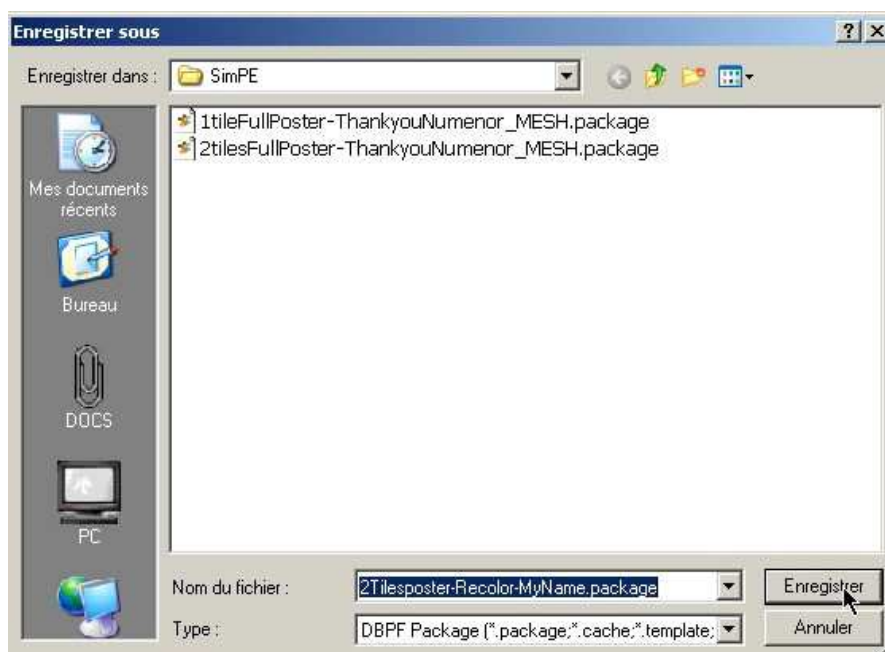 Enregistrer sous
Enregistrer dans : SimPE
Mes documents
récents
Bureau
DOCS
PC
1tileFullPoster-ThankyouNumenor_MESH.package
2tilesFullPoster-ThankyouNumenor_MESH.package
Nom du fichier : 2Tilesposter-Recolor-MyName.package Enregistrer
Type : DBPF Package (*.package;*.cache;*.template; Annuler